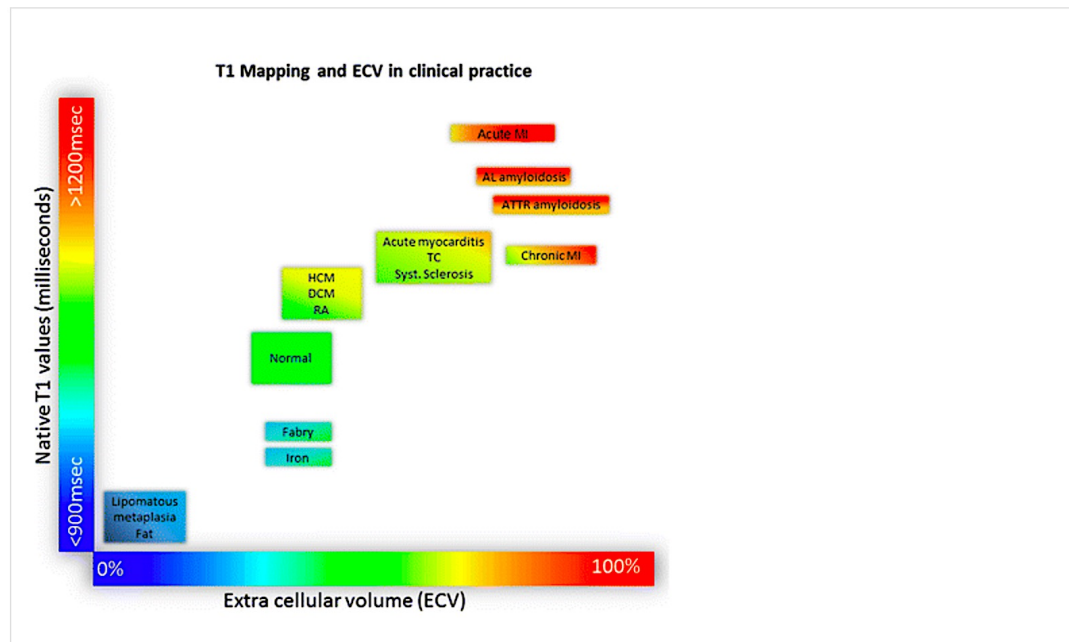 T1 Mapping and ECV in clinical practice
Native T1 values (milliseconds)
>1200msec
<900msec
Acute MI
AL amyloidosis
ATTR amyloidosis
Acute myocarditis
TC
Syst. Sclerosis
Chronic MI
HCM
DCM
RA
Normal
Fabry
Iron
Lipomatous
metaplasia
Fat
0%
100%
Extra cellular volume (ECV)